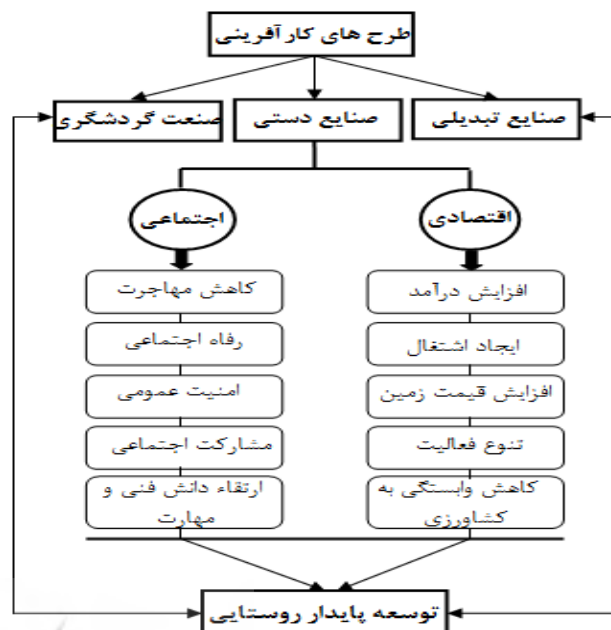 طرح های کارآفرینی
صنایع تبدیلی
صنایع دستی
صنعت گردشگری
اقتصادی
اجتماعی
افزایش درآمد
ایجاد اشتغال
افزایش قیمت زمین
تنوع فعالیت
کاهش وابستگی به
کشاورزی
کاهش مهاجرت
رفاه اجتماعی
امنیت عمومی
مشارکت اجتماعی
ارتقاء دانش فنی و
مهارت
توسعه پایدار روستایی